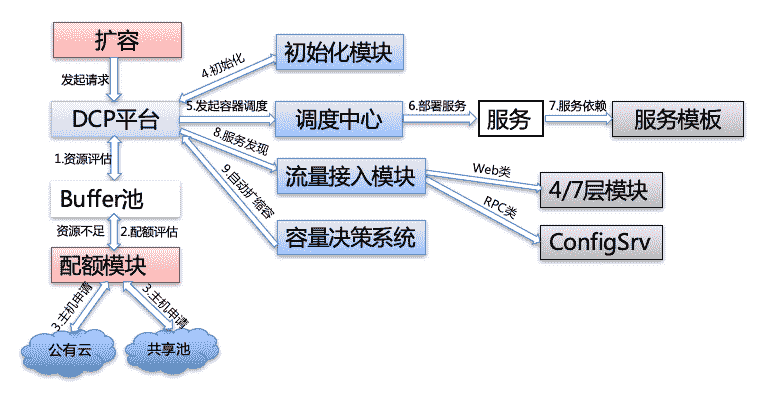 扩容
初始化模块
发起请求
4.初始化
DCP平台
5.发起容器调度
调度中心
6.部署服务
服务
7.服务依赖
服务模板
8.服务发现
1.资源评估
流量接入模块
Web类
4/7层模块
Buffer池
9自动扩缩容
RPC类
资源不足
2.配额评估
容量决策系统
ConfigSrv
配额模块
3.主机申请
3.主机申请
公有云
共享池